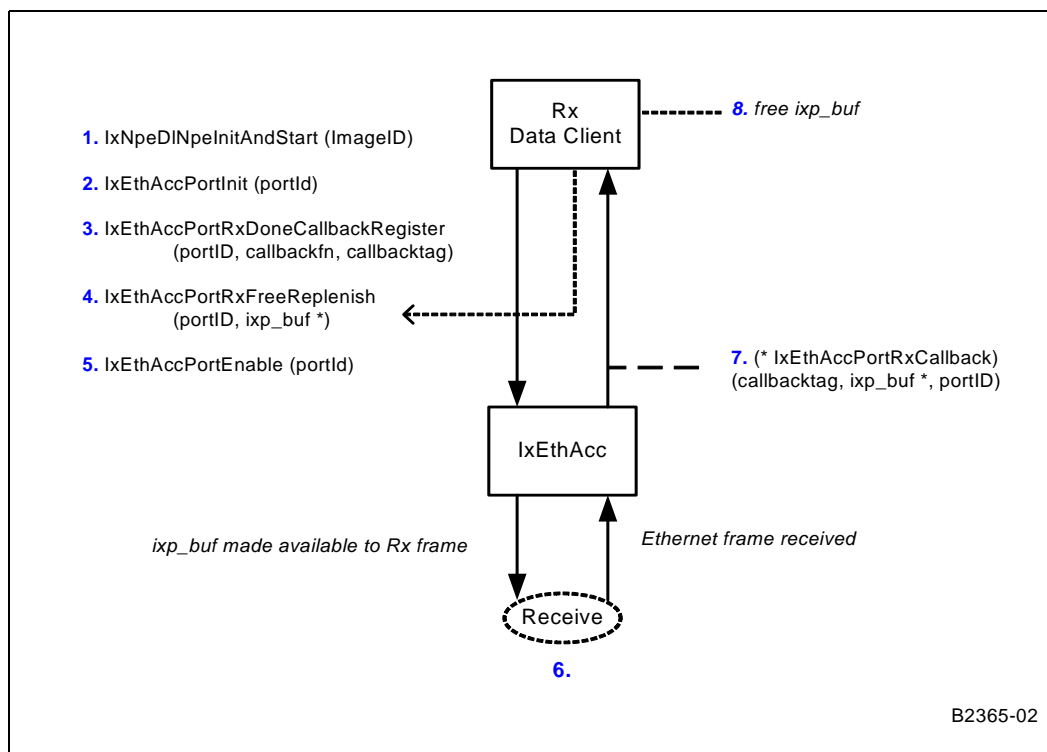 Rx
Data Client
8. free ixp_buf
1. IxNpeDlNpeInitAndStart (ImageID)
2. IxEthAccPortInit (portId)
3. IxEthAccPortRxDoneCallbackRegister
(portID, callbackfn, callbacktag)
4. IxEthAccPortRxFreeReplenish
(portID, ixp_buf *)
5. IxEthAccPortEnable (portId)
7. (* IxEthAccPortRxCallback)
(callbacktag, ixp_buf *, portID)
IxEthAcc
ixp_buf made available to Rx frame
Ethernet frame received
Receive
6.
B2365-02